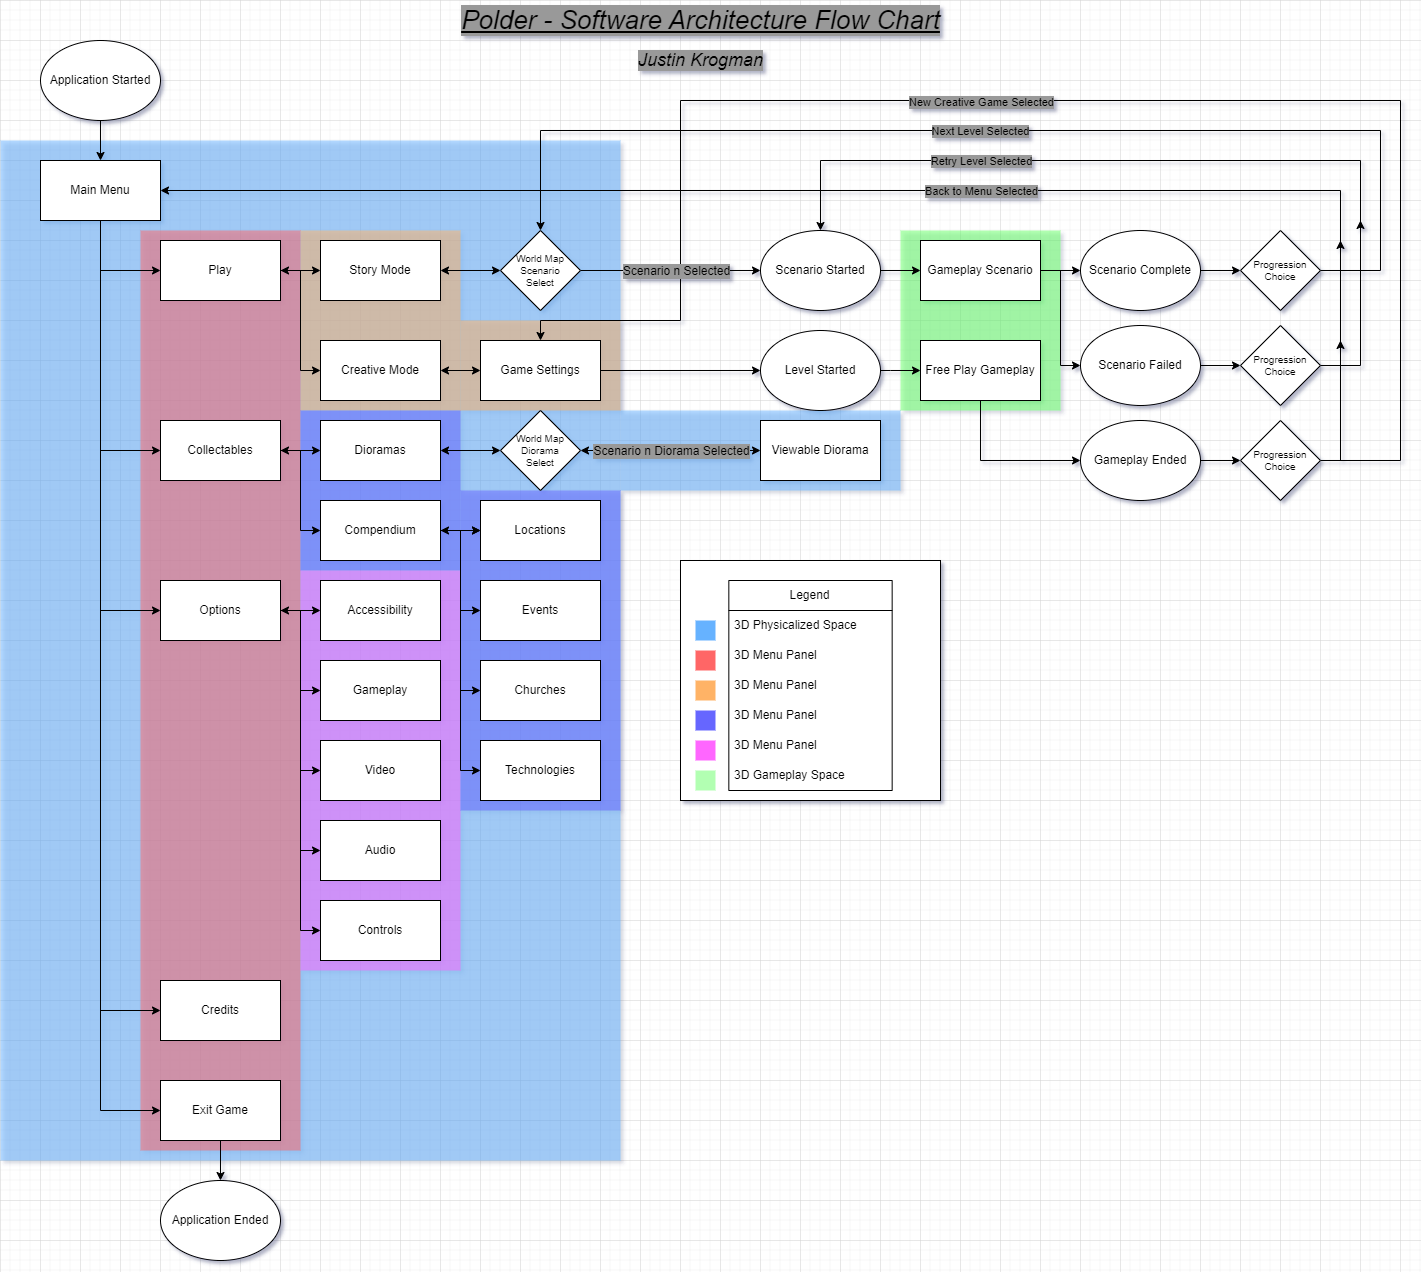 Polder - Software Architecture Flow Chart
Justin Krogman
Application Started
New Creative Game Selected
Next Level Selected
Retry Level Selected
Back to Menu Selected
Main Menu
Play
Story Mode
World Map
Scenario
Select
Scenario n Selected
Scenario Started
Gameplay Scenario
Scenario Complete
Progression
Choice
Creative Mode
Game Settings
Level Started
Free Play Gameplay
Scenario Failed
Progression
Choice
Collectables
Dioramas
World Map
Diorama
Select
Scenario n Diorama Selected
Viewable Diorama
Gameplay Ended
Progression
Choice
Compendium
Locations
Options
Accessibility
Events
Gameplay
Churches
Video
Technologies
Audio
Controls
Legend
3D Physicalized Space
3D Menu Panel
3D Menu Panel
3D Menu Panel
3D Menu Panel
3D Gameplay Space
Credits
Exit Game
Application Ended